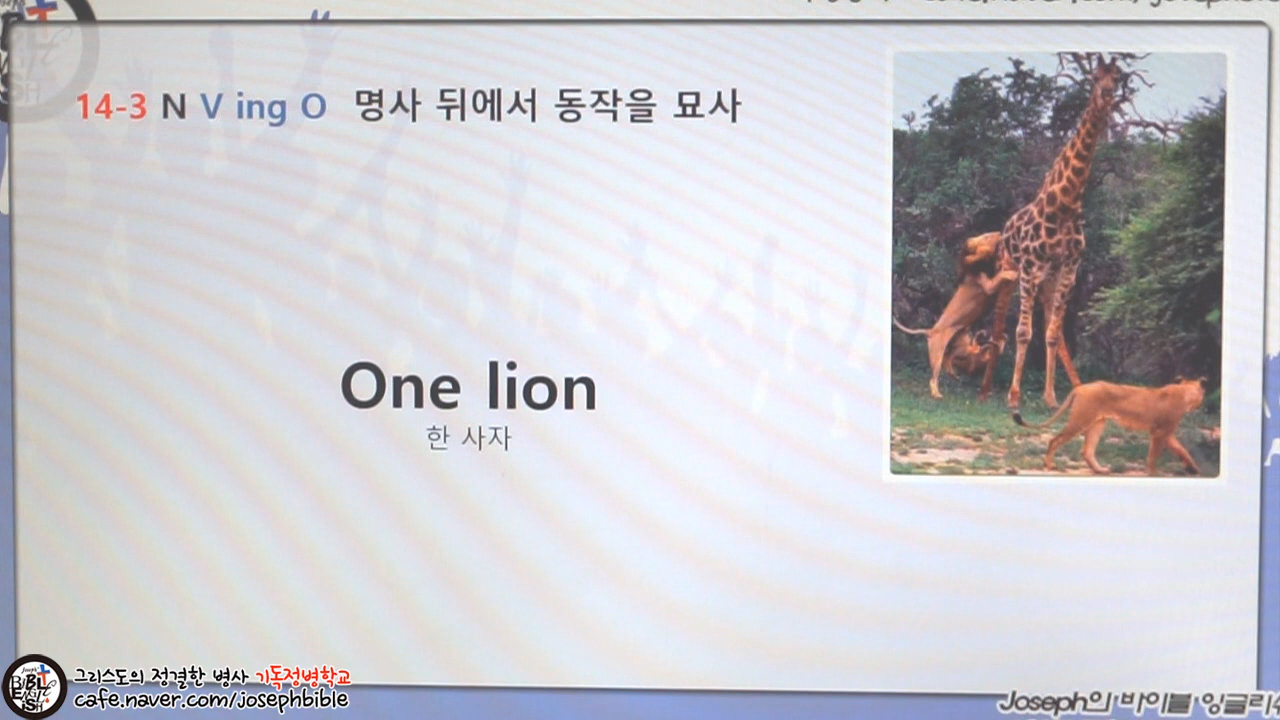 14-3 N V ing O 명사 뒤에서 동작을 묘사
One lion
한 사자
그리스도의 정결한 병사 기독정병학교
cafe.naver.com/josephbible
Joseph의 바이블 잉글리쉬